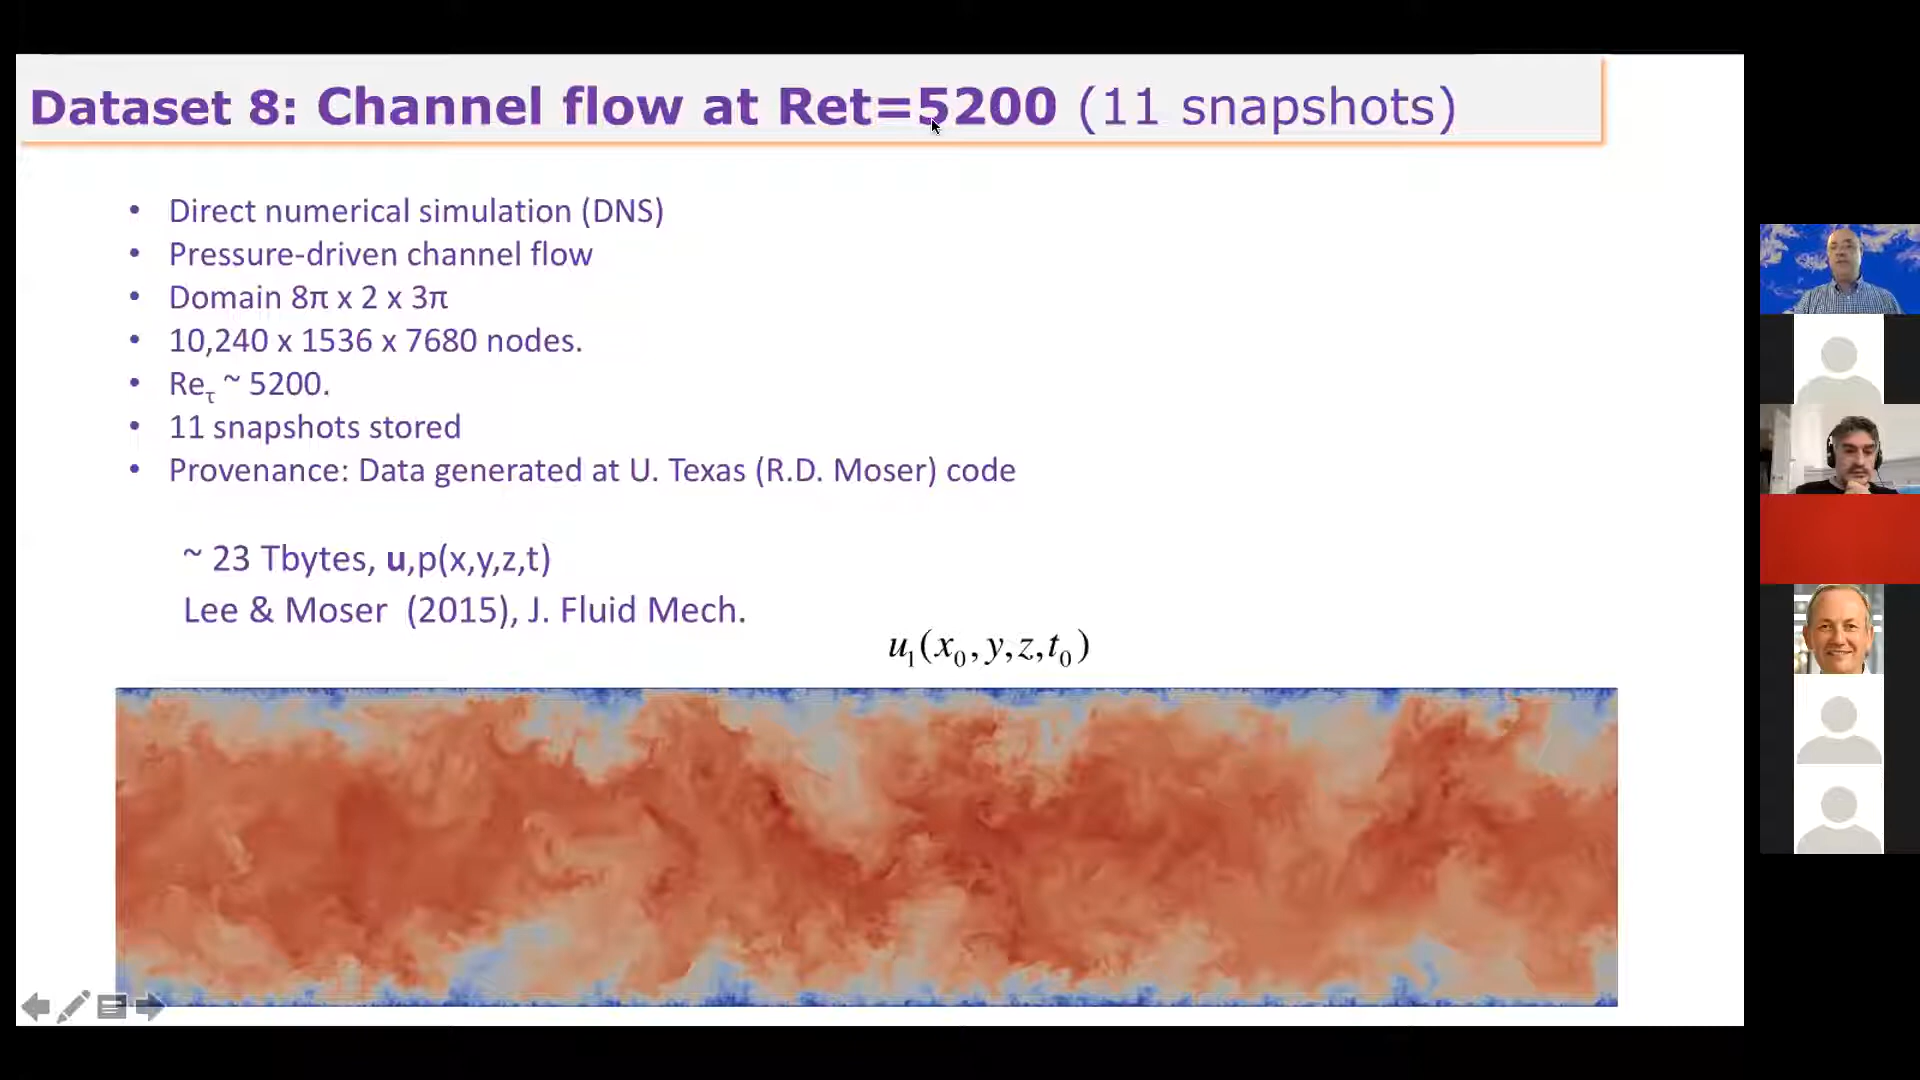 Dataset 8: Channel flow at Ret=5200 (11 snapshots)
• Direct numerical simulation (DNS)
• Pressure-driven channel flow
• Domain 8π x 2 x 3π
• 10,240 x 1536 x 7680 nodes.
• Reτ ~ 5200.
• 11 snapshots stored
• Provenance: Data generated at U. Texas (R.D. Moser) code
~ 23 Tbytes, u,p(x,y,z,t)
Lee & Moser (2015), J. Fluid Mech.
u1(x0,y,z,t0)